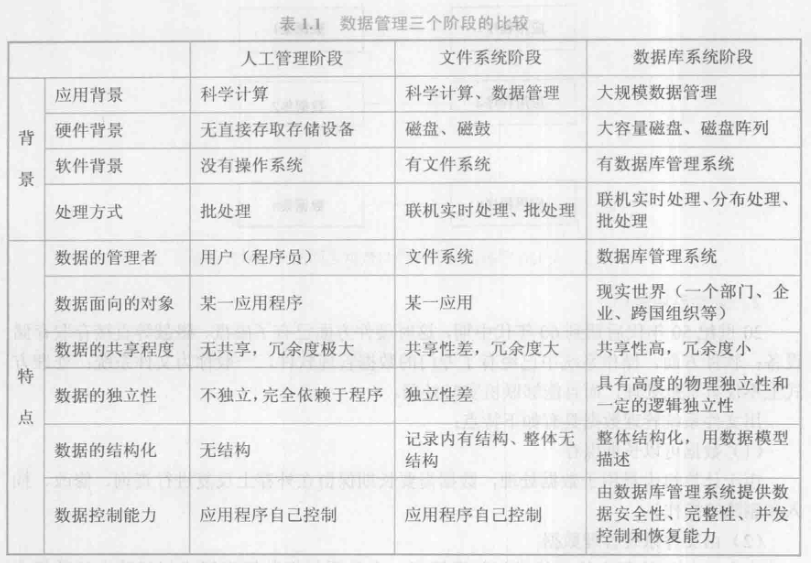 表 1.1 数据管理三个阶段的比较
人工管理阶段 文件系统阶段 数据库系统阶段
背景
应用背景 科学计算 科学计算、数据管理 大规模数据管理
硬件背景 无直接存取存储设备 磁盘、磁鼓 大容量磁盘、磁盘阵列
软件背景 没有操作系统 有文件系统 有数据库管理系统
处理方式 批处理 联机实时处理、批处理 联机实时处理、分布处理、
批处理
特点
数据的管理者 用户（程序员） 文件系统 数据库管理系统
数据面向的对象 某一应用程序 某一应用 现实世界（一个部门、企
业、跨国组织等）
数据的共享程度 无共享，冗余度极大 共享性差，冗余度大 共享性高，冗余度小
数据的独立性 不独立，完全依赖于程序 独立性差 具有高度的物理独立性和
一定的逻辑独立性
数据的结构化 无结构 记录内有结构、整体无
结构 整体结构化，用数据模型
描述
数据控制能力 应用程序自己控制 应用程序自己控制 由数据库管理系统提供数
据安全性、完整性、并发
控制和恢复能力